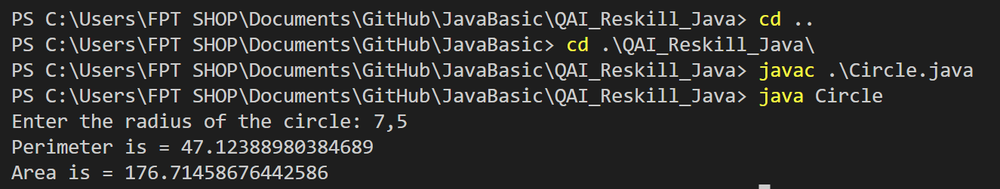 PS C:\Users\FPT SHOP\Documents\GitHub\JavaBasic\QAI_Reskill_Java> cd ..
PS C:\Users\FPT SHOP\Documents\GitHub\JavaBasic> cd .\QAI_Reskill_Java\
PS C:\Users\FPT SHOP\Documents\GitHub\JavaBasic\QAI_Reskill_Java> javac .\Circle.java
PS C:\Users\FPT SHOP\Documents\GitHub\JavaBasic\QAI_Reskill_Java> java Circle
Enter the radius of the circle: 7,5
Perimeter is = 47.12388980384689
Area is = 176.71458676442586